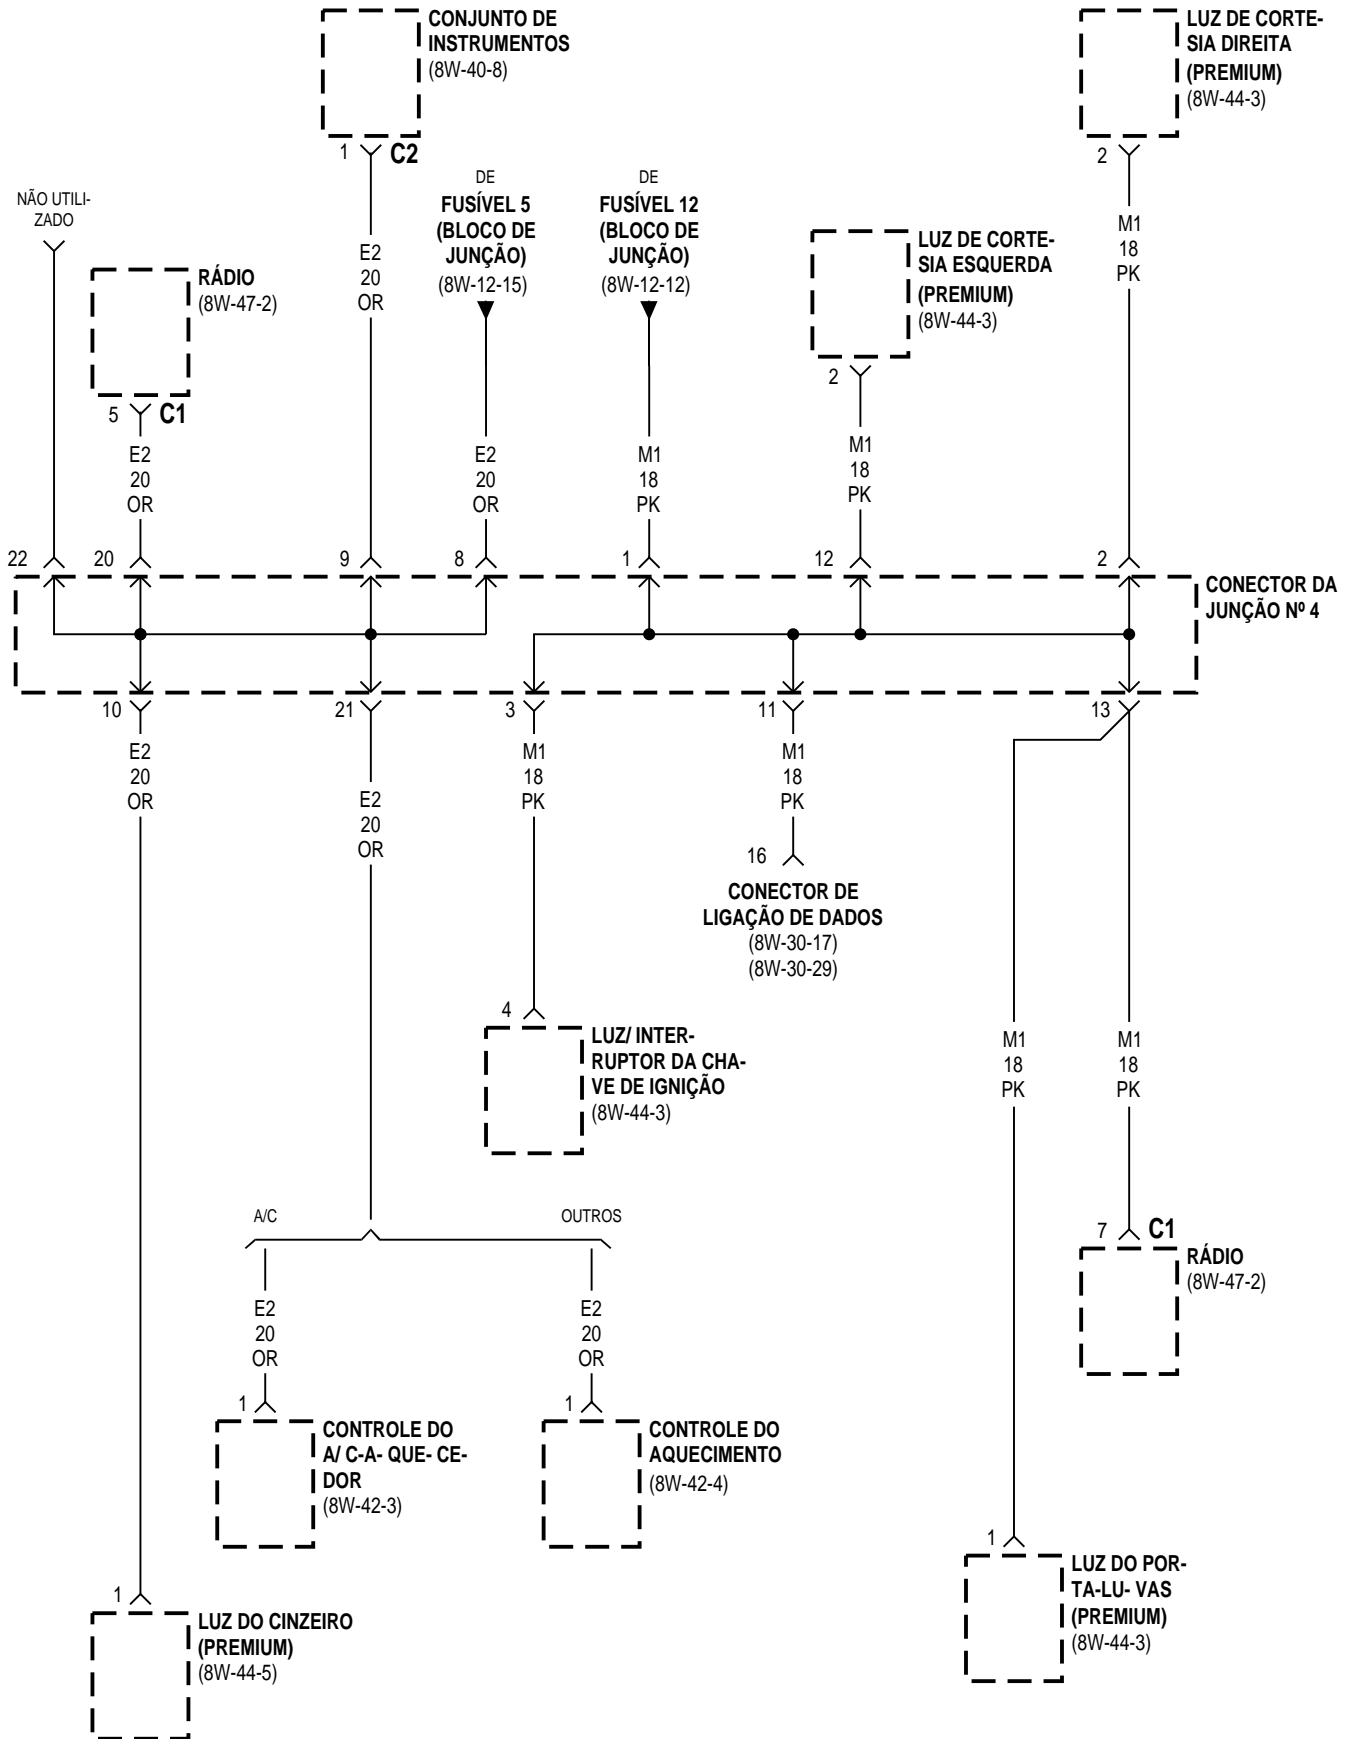 CONJUNTO DE
INSTRUMENTOS
(8W-40-8)
1
C2
LUZ DE CORTE-
SIA DIREITA
(PREMIUM)
(8W-44-3)
2
NÃO UTILI-
ZADO
RÁDIO
(8W-47-2)
5
C1
E2
20
OR
E2
20
OR
DE
FUSÍVEL 5
(BLOCO DE
JUNÇÃO)
(8W-12-15)
E2
20
OR
DE
FUSÍVEL 12
(BLOCO DE
JUNÇÃO)
(8W-12-12)
M1
18
PK
LUZ DE CORTE-
SIA ESQUERDA
(PREMIUM)
(8W-44-3)
2
M1
18
PK
M1
18
PK
22
20
9
8
1
12
2
CONECTOR DA
JUNÇÃO Nº 4
10
21
3
11
13
E2
20
OR
E2
20
OR
M1
18
PK
M1
18
PK
16
CONECTOR DE
LIGAÇÃO DE DADOS
(8W-30-17)
(8W-30-29)
4
LUZ/ INTER-
RUPTOR DA CHA-
VE DE IGNIÇÃO
(8W-44-3)
M1
18
PK
M1
18
PK
A/C
OUTROS
7
C1
RÁDIO
(8W-47-2)
E2
20
OR
E2
20
OR
1
CONTROLE DO
A/ C-A- QUE- CE-
DOR
(8W-42-3)
1
CONTROLE DO
AQUECIMENTO
(8W-42-4)
1
LUZ DO POR-
TA-LU- VAS
(PREMIUM)
(8W-44-3)
1
LUZ DO CINZEIRO
(PREMIUM)
(8W-44-5)